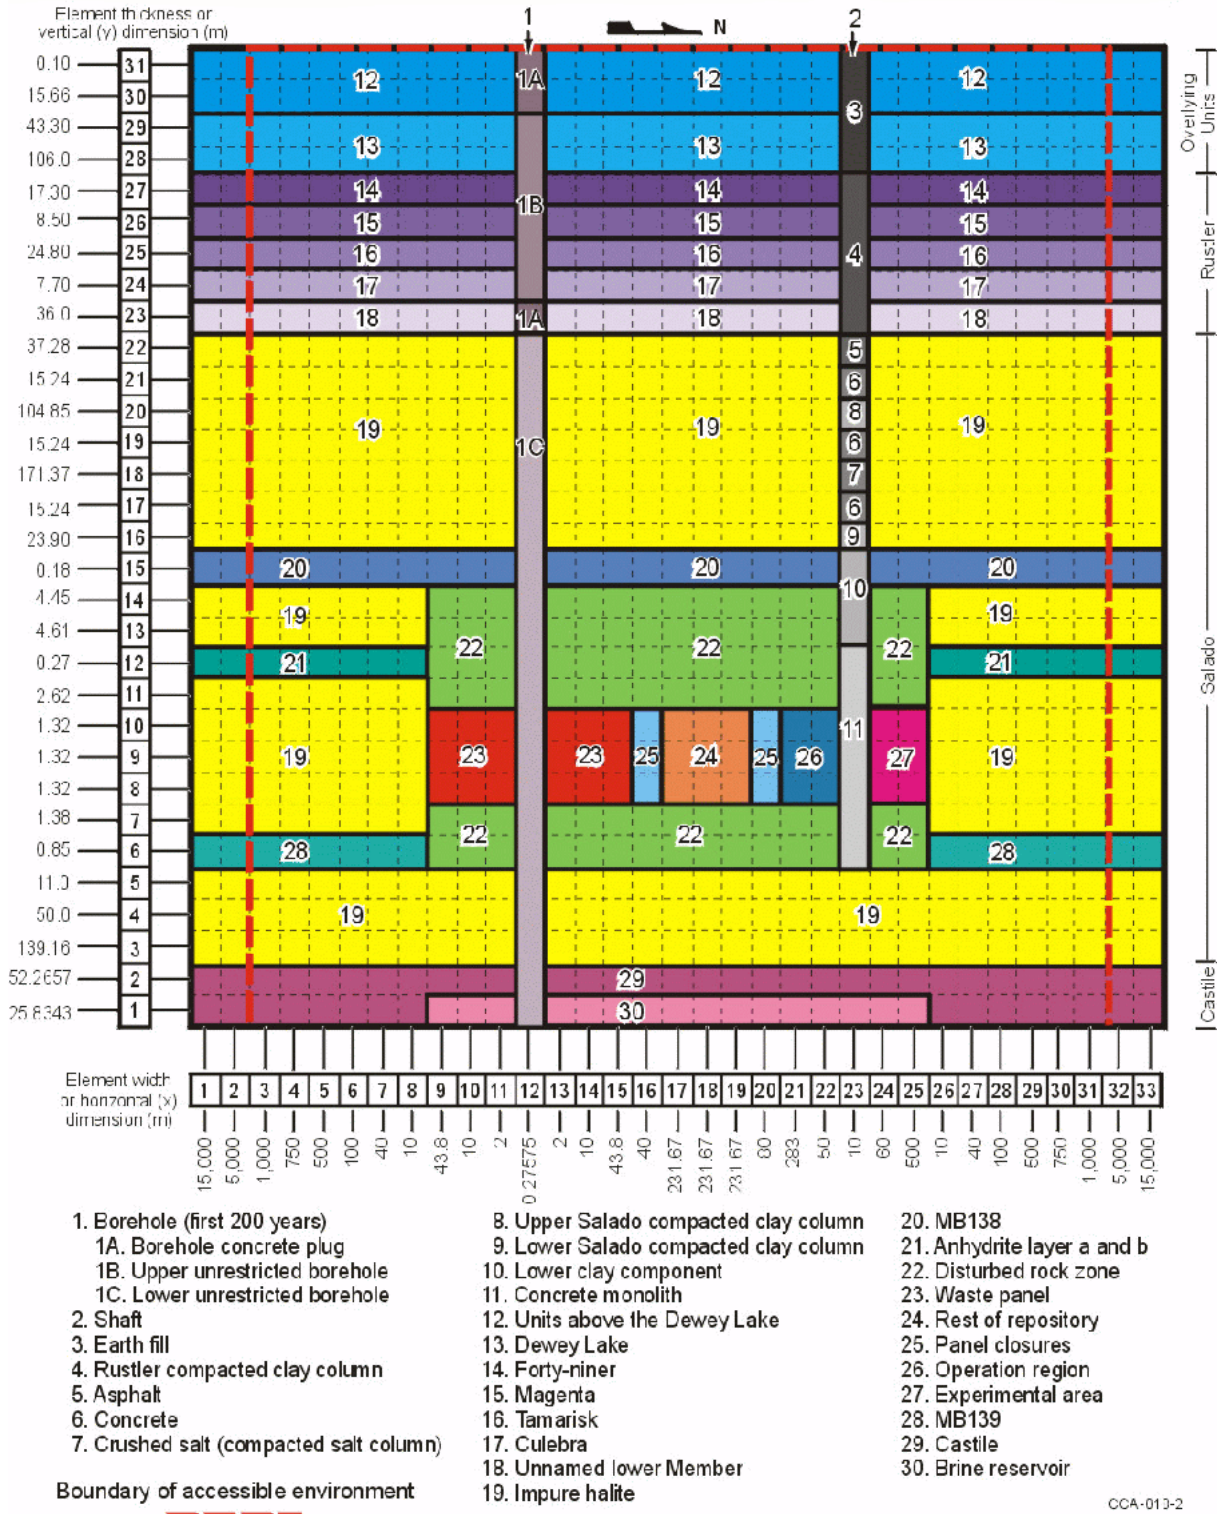 Element thickness or
vertical (y) dimension (m)
1
N
2
0.10 31 12 1A 12 12
15.66 30
3
43.30 29
13 13 13
106.0 28
17.30 27 14 14 14
1B
8.50 26 15 15 15
24.80 25 16 16 4 16
7.70 24 17 17 17
36.0 23 18 1A 18 18
37.28 22 5
15.24 21 6
104.85 20 8
19 19 19
15.24 19 1C 6
171.37 18 7
15.24 17 6
23.90 16 9
0.18 15 20 20 20
4.45 14 10
19 19
4.61 13
22 22 22
0.27 12 21 21
2.62 11
1.32 10 11
1.32 9 19 23 23 25 24 25 26 27 19
1.32 8
1.38 7
22 22 22
0.85 6 28 28
11.0 5
50.0 4 19 19
139.16 3
52.2657 2 29
25.8343 1 30
Overlying
Units
Rustler
Salado
Castile
Element width
or horizontal (x)
dimension (m)
1 2 3 4 5 6 7 8 9 10 11 12 13 14 15 16 17 18 19 20 21 22 23 24 25 26 27 28 29 30 31 32 33
15,000 5,000 1,000 750 500 100 40 10 43.8 10 2 0.27575 2 10 43.8 40 231.67 231.67 231.67 80 283 50 10 60 500 10 40 100 500 750 1,000 5,000 15,000
1. Borehole (first 200 years)
1A. Borehole concrete plug
1B. Upper unrestricted borehole
1C. Lower unrestricted borehole
2. Shaft
3. Earth fill
4. Rustler compacted clay column
5. Asphalt
6. Concrete
7. Crushed salt (compacted salt column)
Boundary of accessible environment
8. Upper Salado compacted clay column
9. Lower Salado compacted clay column
10. Lower clay component
11. Concrete monolith
12. Units above the Dewey Lake
13. Dewey Lake
14. Forty-niner
15. Magenta
16. Tamarisk
17. Culebra
18. Unnamed lower Member
19. Impure halite
20. MB138
21. Anhydrite layer a and b
22. Disturbed rock zone
23. Waste panel
24. Rest of repository
25. Panel closures
26. Operation region
27. Experimental area
28. MB139
29. Castile
30. Brine reservoir
CCA-013-2